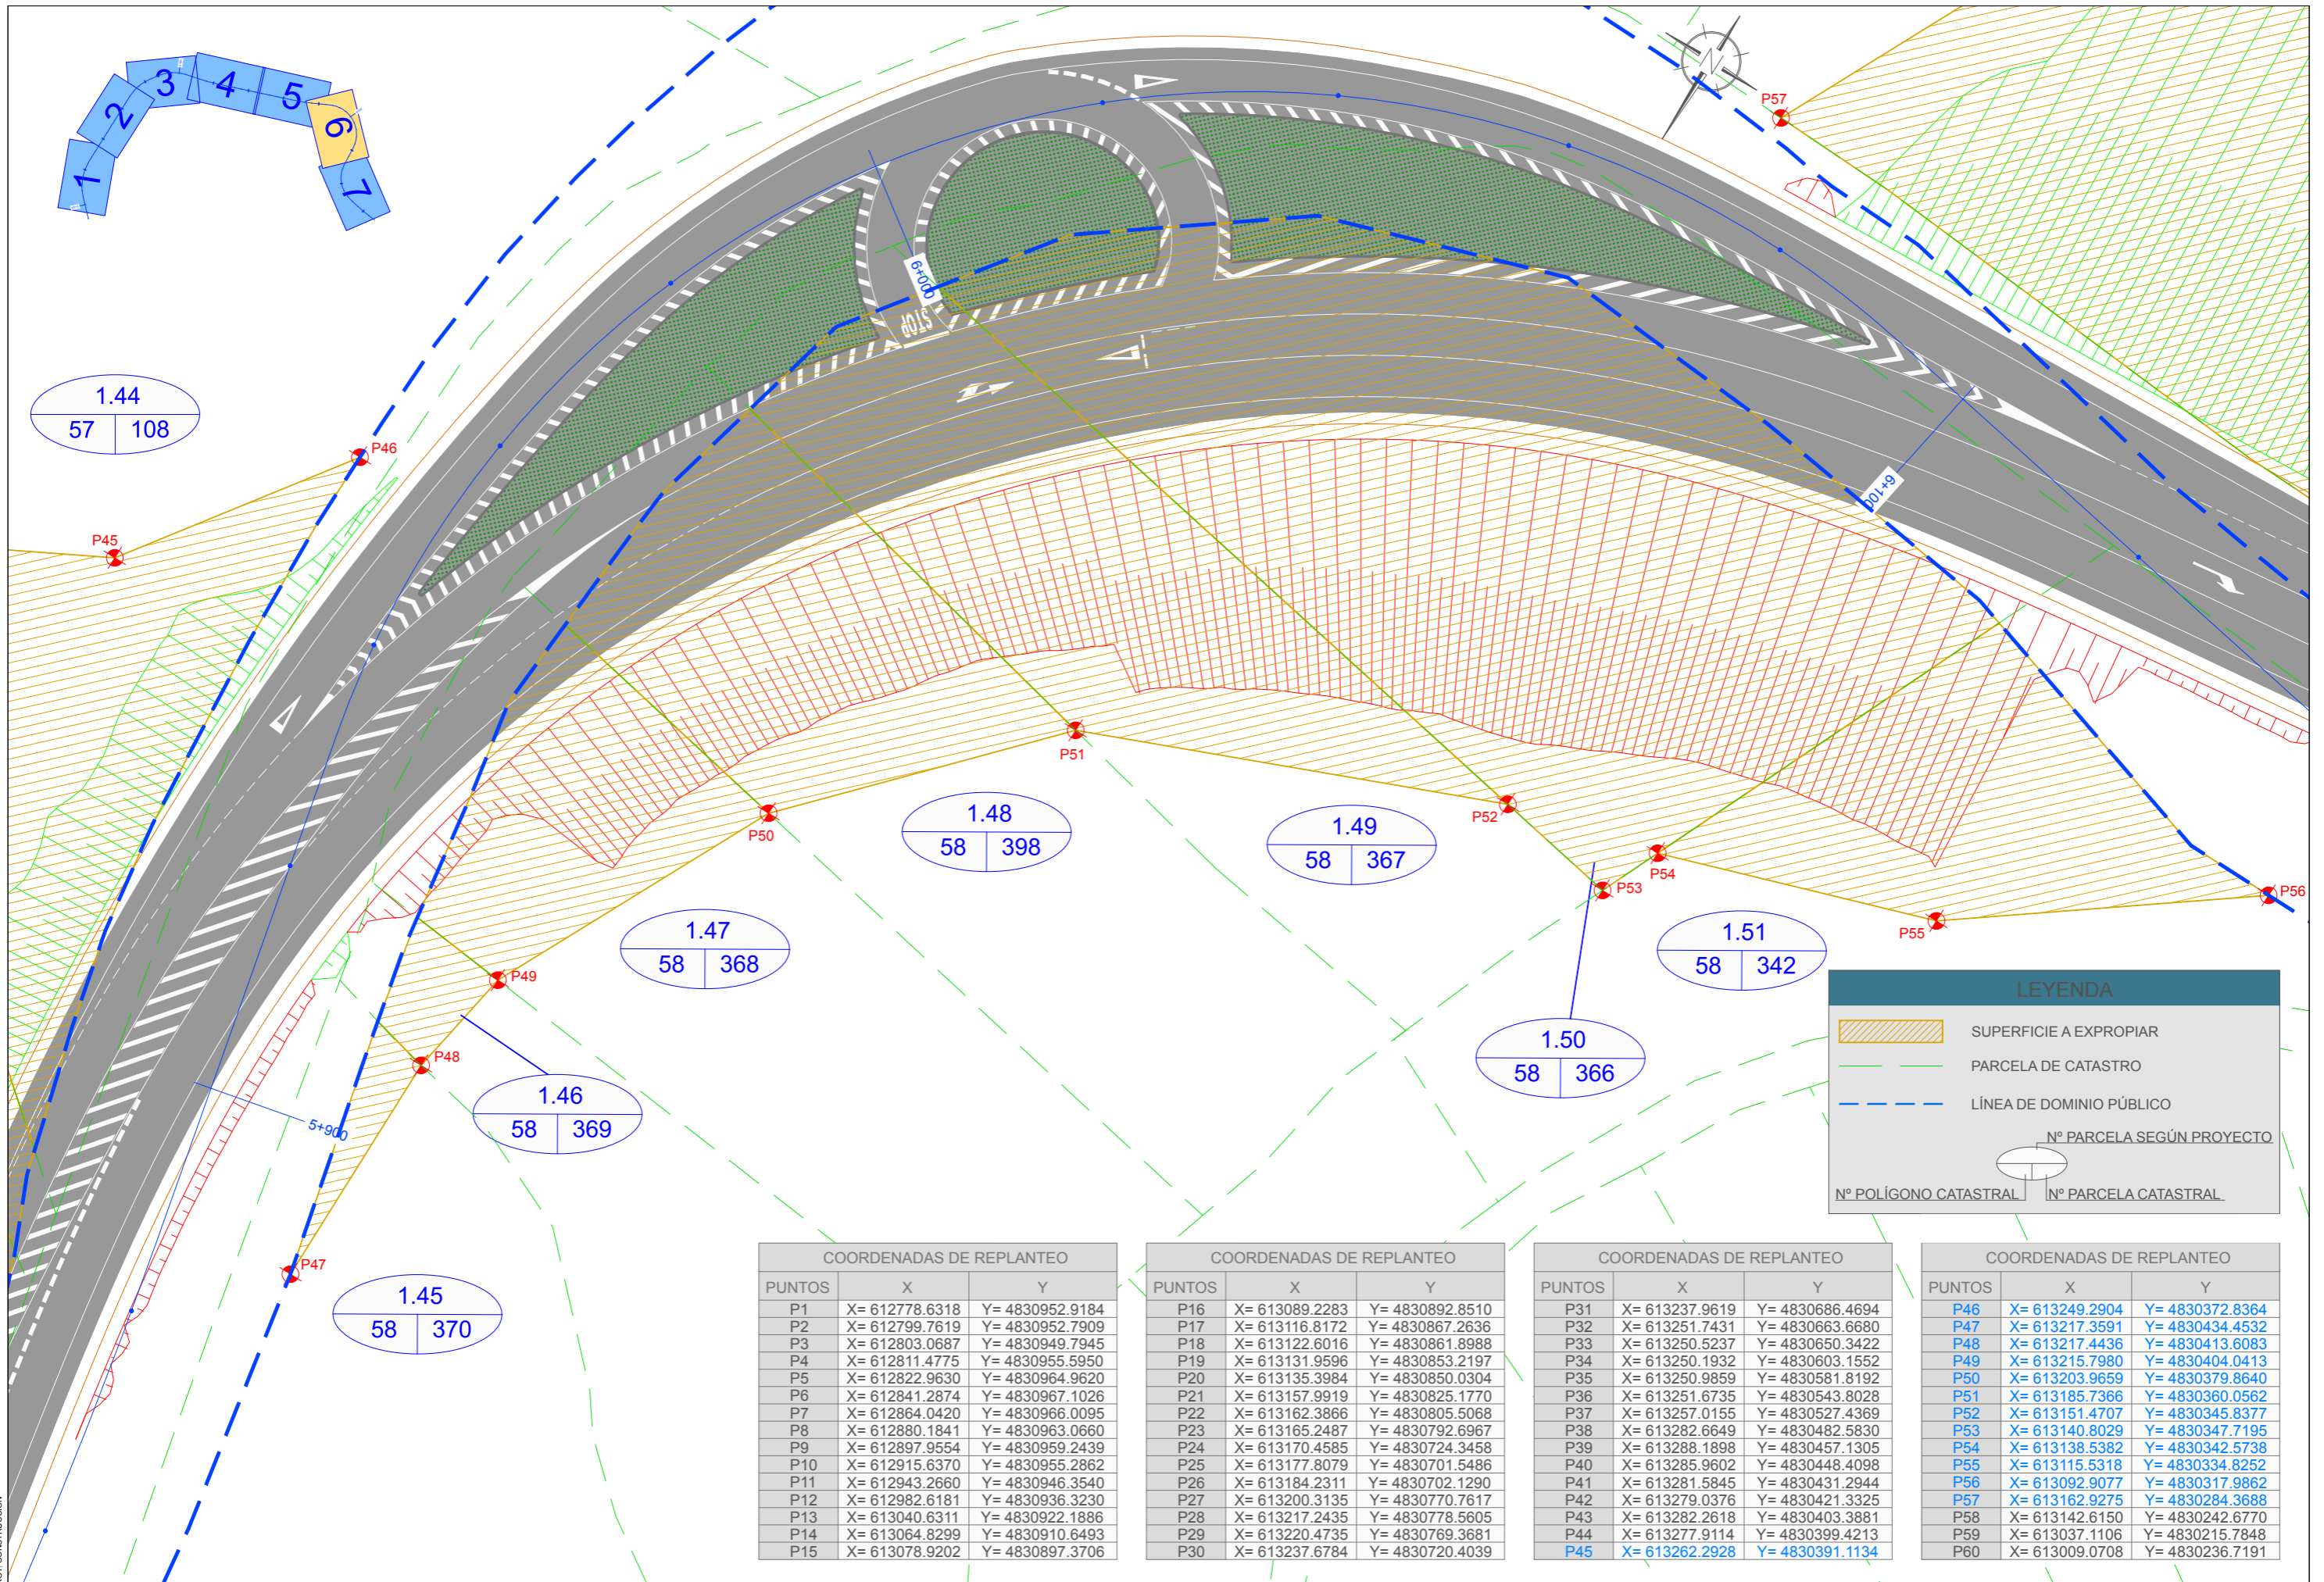 1
2
3
4
5
6
7
P57
6+000
STOP
1.44
57 108
P46
P45
6+100
P51
P50
P52
P53
P54
P55
P56
1.48
58 398
1.49
58 367
1.47
58 368
1.51
58 342
P49
P48
1.50
58 366
1.46
58 369
5+900
P47
1.45
58 370
LEYENDA
SUPERFICIE A EXPROPIAR
PARCELA DE CATASTRO
LÍNEA DE DOMINIO PÚBLICO
Nº PARCELA SEGÚN PROYECTO
Nº POLÍGONO CATASTRAL Nº PARCELA CATASTRAL
COORDENADAS DE REPLANTEO
PUNTOS X Y
P1 X= 612778.6318 Y= 4830952.9184
P2 X= 612799.7619 Y= 4830952.7909
P3 X= 612803.0687 Y= 4830949.7945
P4 X= 612811.4775 Y= 4830955.5950
P5 X= 612822.9630 Y= 4830964.9620
P6 X= 612841.2874 Y= 4830967.1026
P7 X= 612864.0420 Y= 4830966.0095
P8 X= 612880.1841 Y= 4830963.0660
P9 X= 612897.9554 Y= 4830959.2439
P10 X= 612915.6370 Y= 4830955.2862
P11 X= 612943.2660 Y= 4830946.3540
P12 X= 612982.6181 Y= 4830936.3230
P13 X= 613040.6311 Y= 4830922.1886
P14 X= 613064.8299 Y= 4830910.6493
P15 X= 613078.9202 Y= 4830897.3706
COORDENADAS DE REPLANTEO
PUNTOS X Y
P16 X= 613089.2283 Y= 4830892.8510
P17 X= 613116.8172 Y= 4830867.2636
P18 X= 613122.6016 Y= 4830861.8988
P19 X= 613131.9596 Y= 4830853.2197
P20 X= 613135.3984 Y= 4830850.0304
P21 X= 613157.9919 Y= 4830825.1770
P22 X= 613162.3866 Y= 4830805.5068
P23 X= 613165.2487 Y= 4830792.6967
P24 X= 613170.4585 Y= 4830724.3458
P25 X= 613177.8079 Y= 4830701.5486
P26 X= 613184.2311 Y= 4830702.1290
P27 X= 613200.3135 Y= 4830770.7617
P28 X= 613217.2435 Y= 4830778.5605
P29 X= 613220.4735 Y= 4830769.3681
P30 X= 613237.6784 Y= 4830720.4039
COORDENADAS DE REPLANTEO
PUNTOS X Y
P31 X= 613237.9619 Y= 4830686.4694
P32 X= 613251.7431 Y= 4830663.6680
P33 X= 613250.5237 Y= 4830650.3422
P34 X= 613250.1932 Y= 4830603.1552
P35 X= 613250.9859 Y= 4830581.8192
P36 X= 613251.6735 Y= 4830543.8028
P37 X= 613257.0155 Y= 4830527.4369
P38 X= 613282.6649 Y= 4830482.5830
P39 X= 613288.1898 Y= 4830457.1305
P40 X= 613285.9602 Y= 4830448.4098
P41 X= 613281.5845 Y= 4830431.2944
P42 X= 613279.0376 Y= 4830421.3325
P43 X= 613282.2618 Y= 4830403.3881
P44 X= 613277.9114 Y= 4830399.4213
P45 X= 613262.2928 Y= 4830391.1134
COORDENADAS DE REPLANTEO
PUNTOS X Y
P46 X= 613249.2904 Y= 4830372.8364
P47 X= 613217.3591 Y= 4830434.4532
P48 X= 613217.4436 Y= 4830413.6083
P49 X= 613215.7980 Y= 4830404.0413
P50 X= 613203.9659 Y= 4830379.8640
P51 X= 613185.7366 Y= 4830360.0562
P52 X= 613151.4707 Y= 4830345.8377
P53 X= 613140.8029 Y= 4830347.7195
P54 X= 613138.5382 Y= 4830342.5738
P55 X= 613115.5318 Y= 4830334.8252
P56 X= 613092.9077 Y= 4830317.9862
P57 X= 613162.9275 Y= 4830284.3688
P58 X= 613142.6150 Y= 4830242.6770
P59 X= 613037.1106 Y= 4830215.7848
P60 X= 613009.0708 Y= 4830236.7191